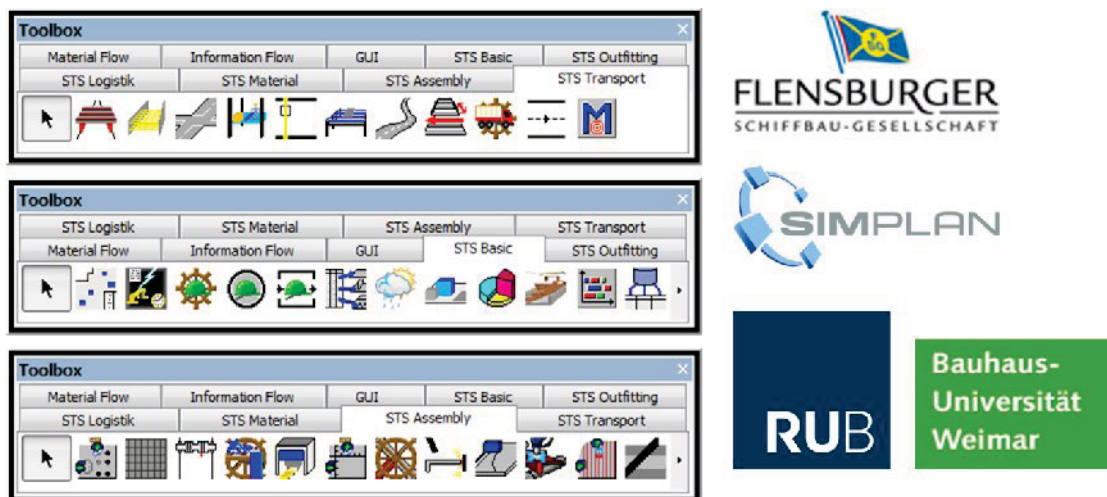 Toolbox
Material Flow Information Flow GUI STS Basic STS Outfitting
STS Logistik STS Material STS Assembly STS Transport
M
Toolbox
STS Logistik STS Material STS Assembly STS Transport
Material Flow Information Flow GUI STS Basic STS Outfitting
Toolbox
Material Flow Information Flow GUI STS Basic STS Outfitting
STS Logistik STS Material STS Assembly STS Transport
FLENSBURGER
SCHIFFBAU-GESELLSCHAFT
SIMPLAN
RUB
Bauhaus-
Universität
Weimar